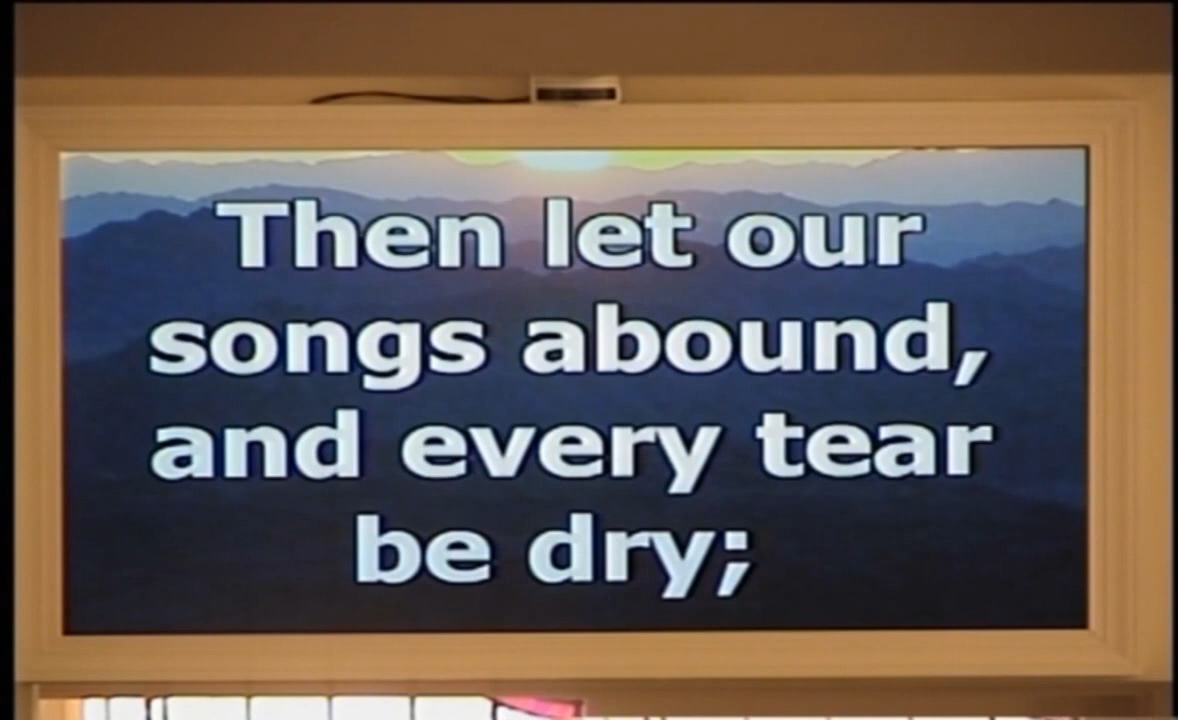 Then let our
songs abound,
and every tear
be dry;